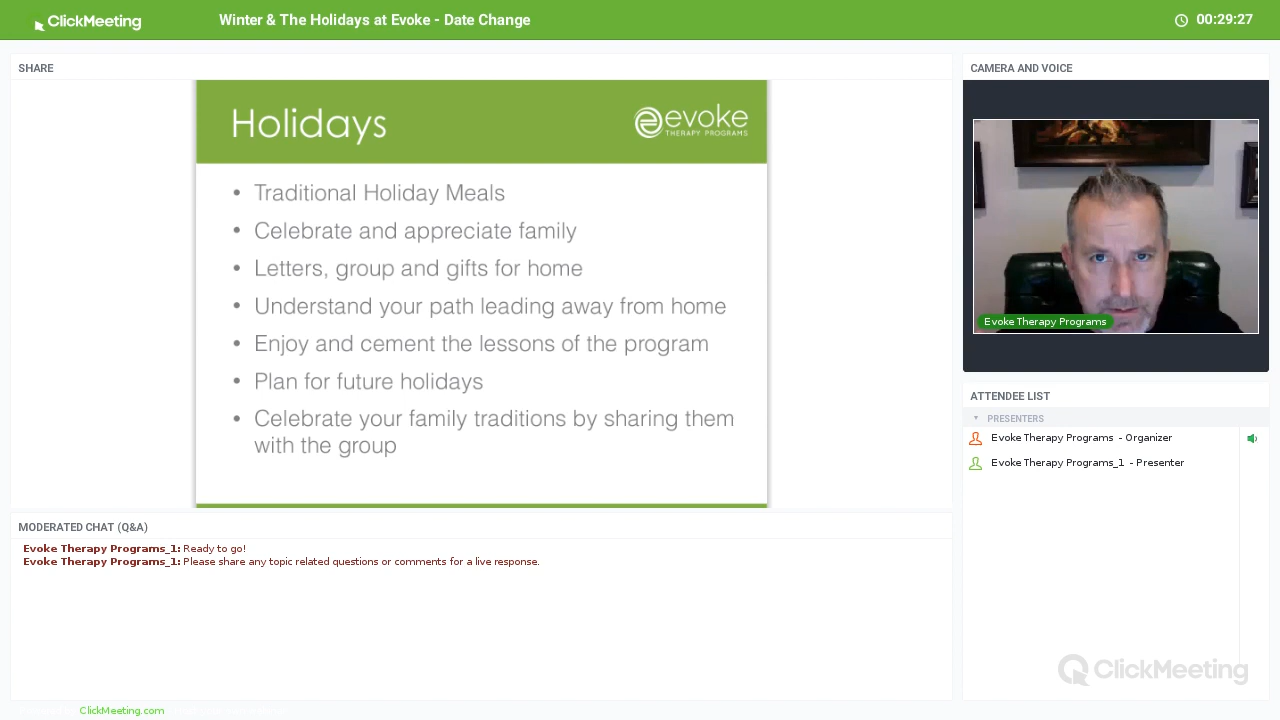 ClickMeeting
Winter & The Holidays at Evoke - Date Change
00:29:27
SHARE
Holidays
evoke
THERAPY PROGRAMS
• Traditional Holiday Meals
• Celebrate and appreciate family
• Letters, group and gifts for home
• Understand your path leading away from home
• Enjoy and cement the lessons of the program
• Plan for future holidays
• Celebrate your family traditions by sharing them
with the group
MODERATED CHAT (Q&A)
Evoke Therapy Programs_1: Ready to go!
Evoke Therapy Programs_1: Please share any topic related questions or comments for a live response.
CAMERA AND VOICE
Evoke Therapy Programs
ATTENDEE LIST
PRESENTERS
Evoke Therapy Programs - Organizer
Evoke Therapy Programs_1 - Presenter
ClickMeeting
ClickMeeting.com